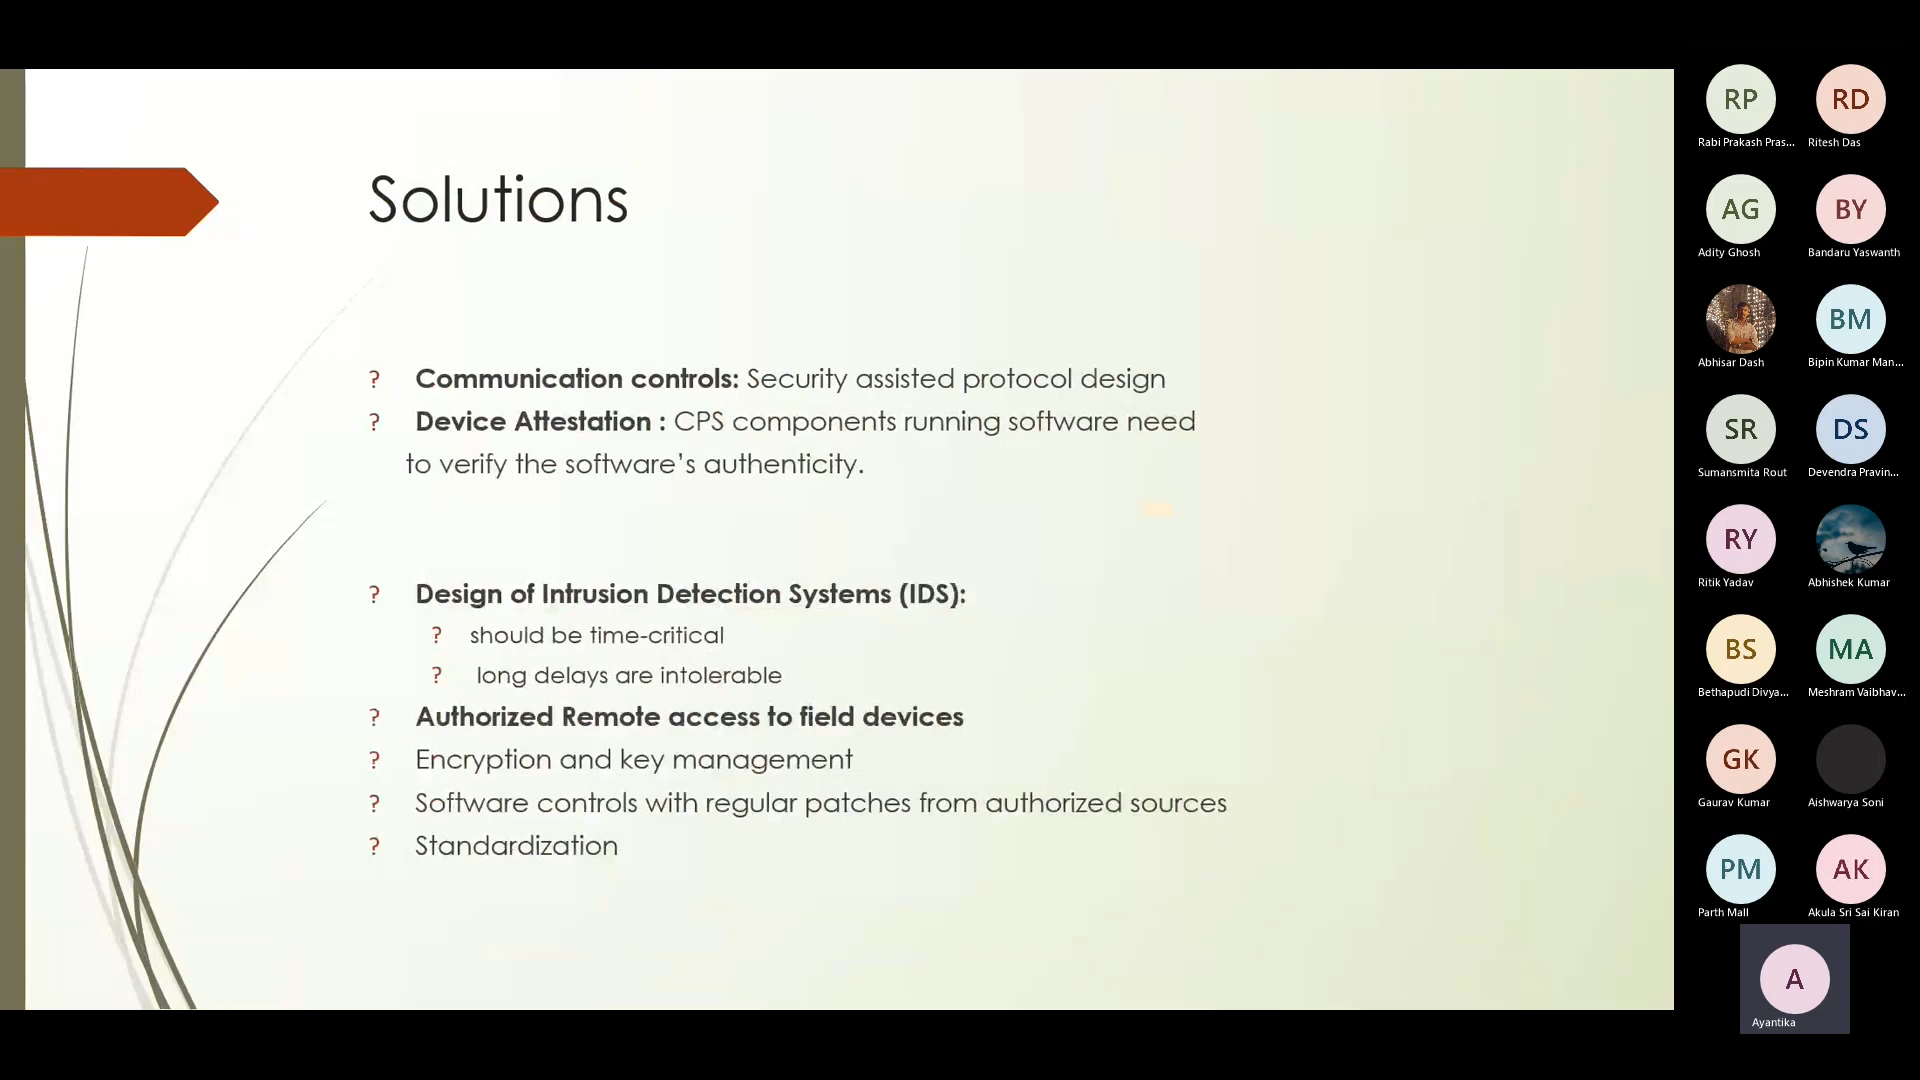 Solutions
? Communication controls: Security assisted protocol design
? Device Attestation : CPS components running software need
to verify the software’s authenticity.
? Design of Intrusion Detection Systems (IDS):
? should be time-critical
? long delays are intolerable
? Authorized Remote access to field devices
? Encryption and key management
? Software controls with regular patches from authorized sources
? Standardization
RP
RD
Rabi Prakash Pras...
Ritesh Das
AG
BY
Adity Ghosh
Bandaru Yaswanth
BM
Abhisar Dash
Bipin Kumar Man...
SR
DS
Sumansmita Rout
Devendra Pravin...
RY
Ritik Yadav
Abhishek Kumar
BS
MA
Bethapudi Divya...
Meshram Vaibhav...
GK
Gaurav Kumar
Aishwarya Soni
PM
AK
Parth Mall
Akula Sri Sai Kiran
A
Ayantika